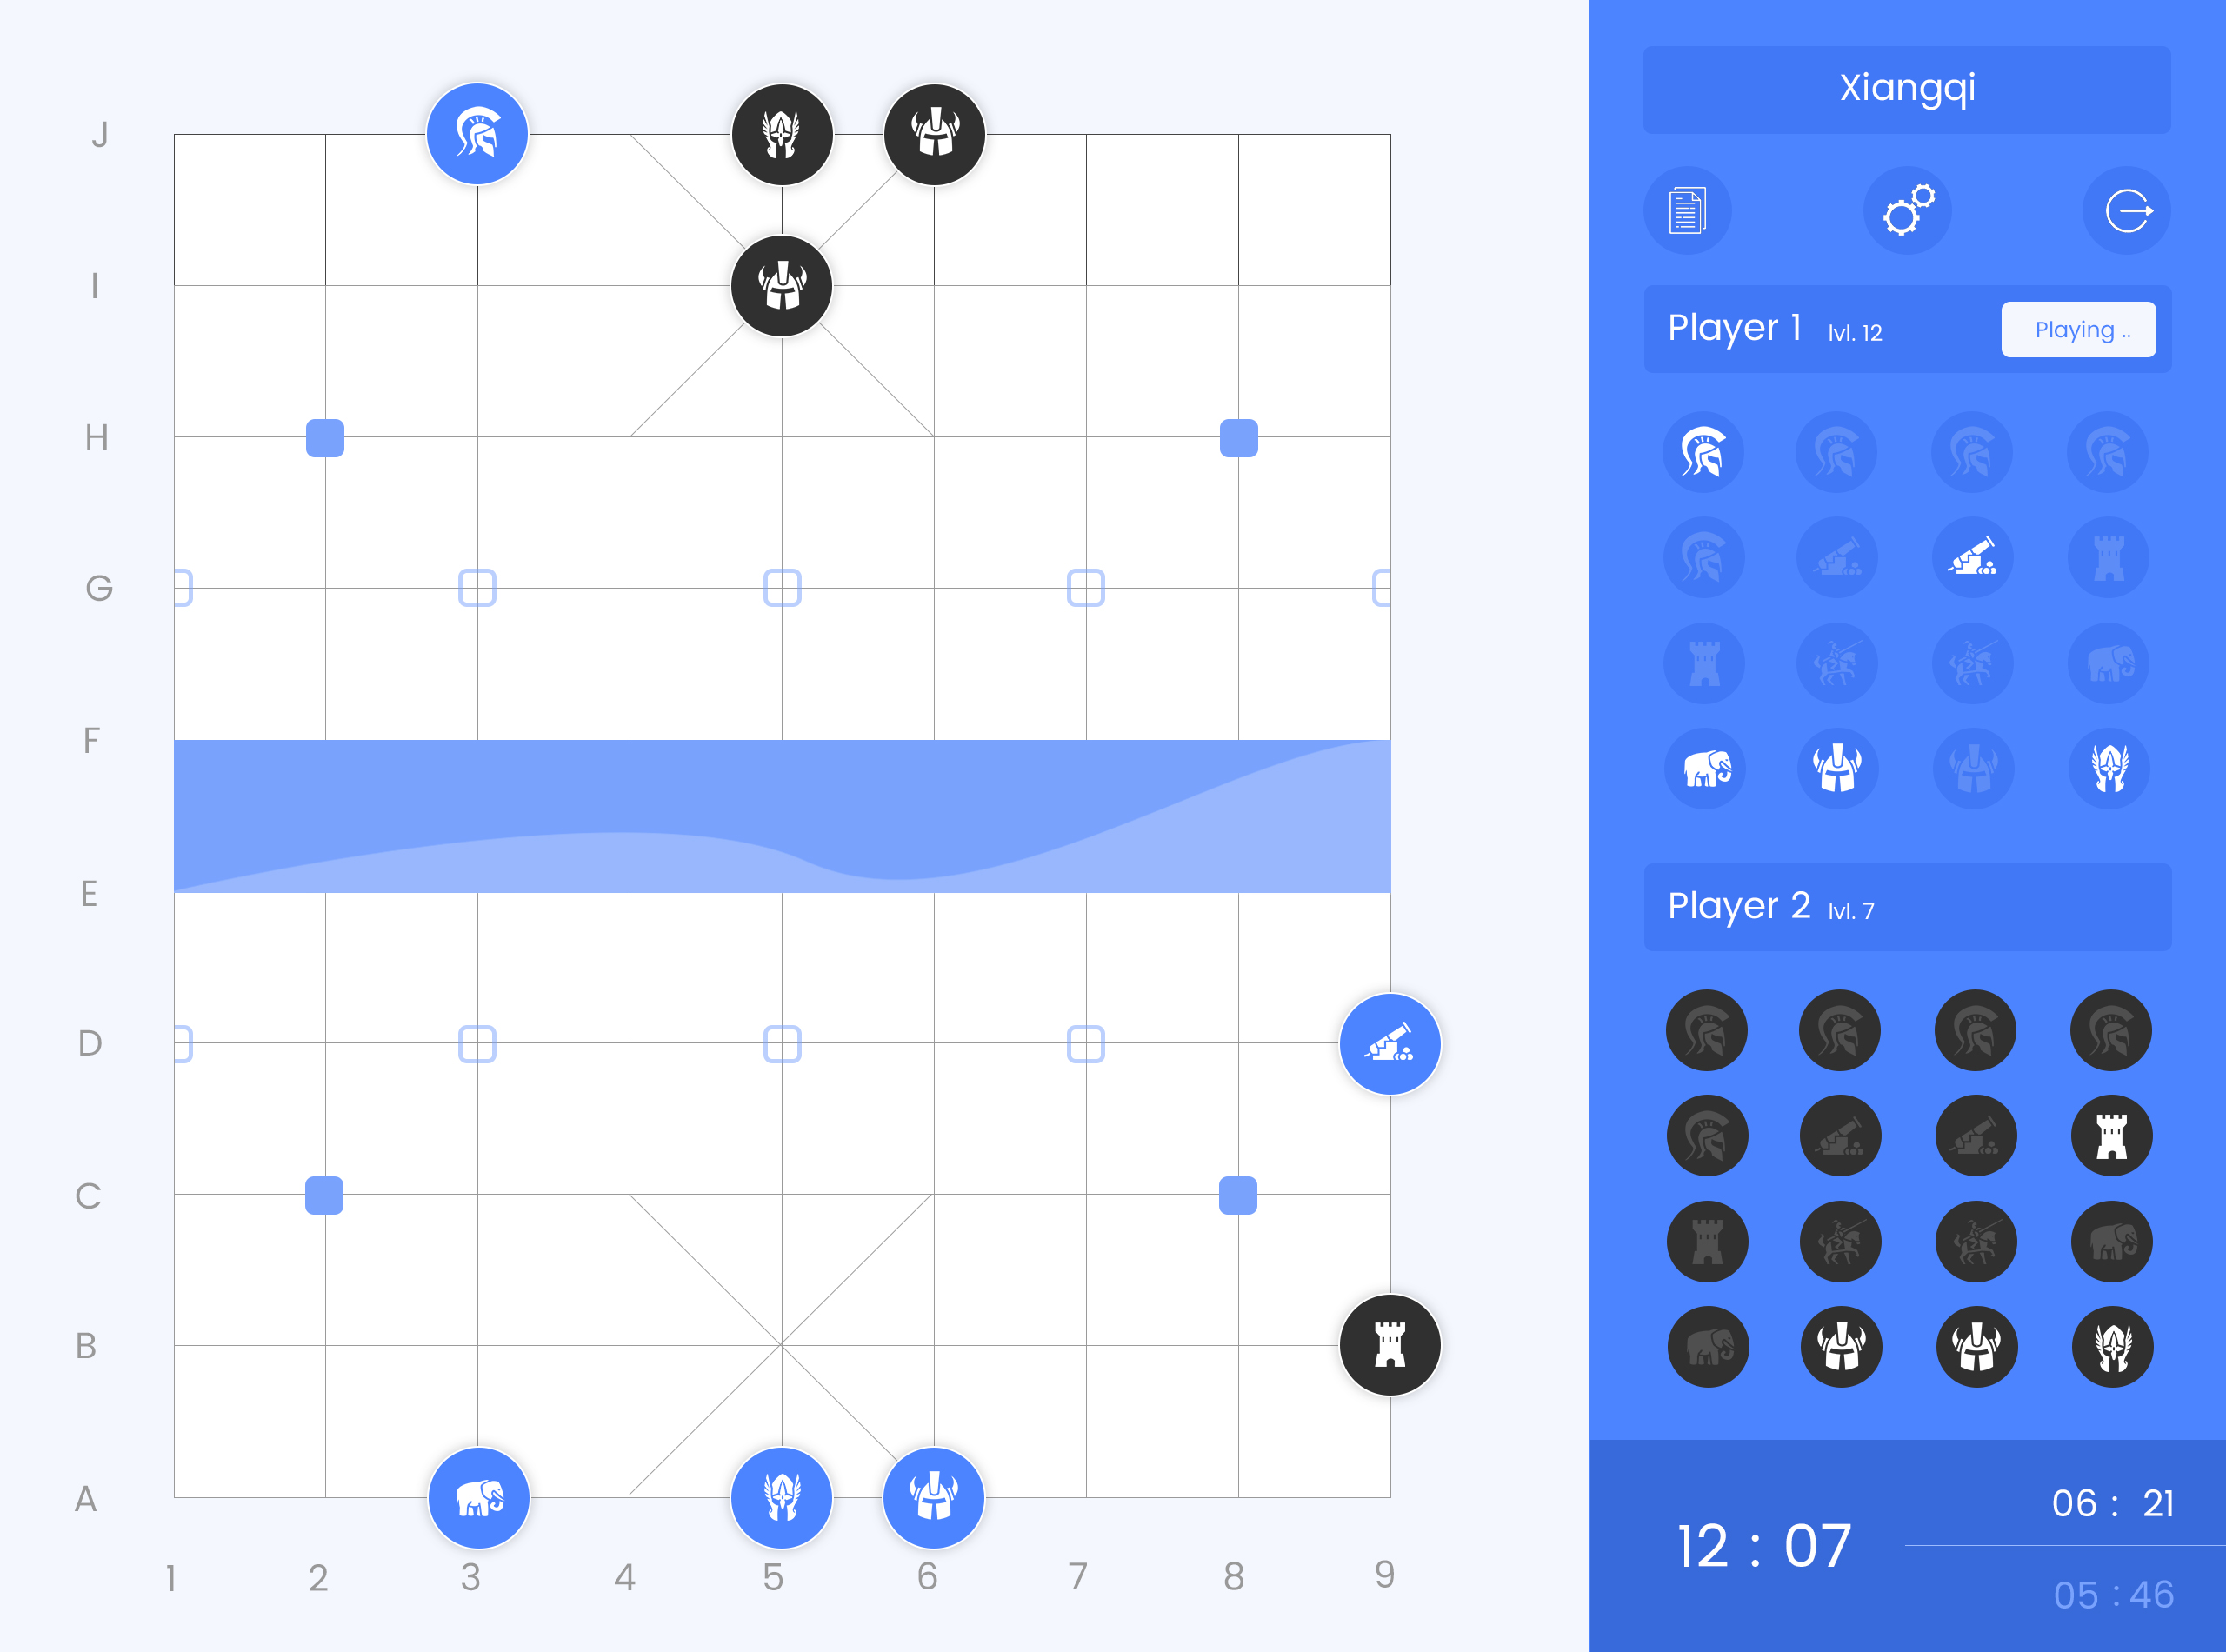 J
I
H
G
F
E
D
C
B
A
1 2 3 4 5 6 7 8 9
Xiangqi
Player 1 lvl. 12 Playing ..
Player 2 lvl. 7
12 : 07
06 : 21
05 : 46